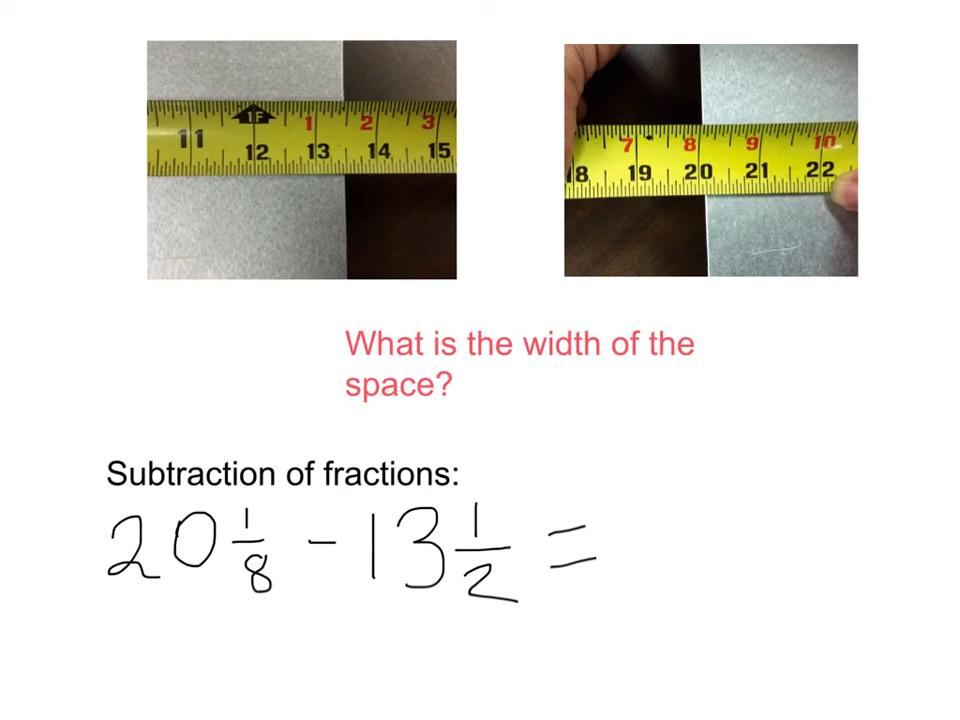 1F 1 2 3
11 12 13 14 15
7 8 9 10
18 19 20 21 22
What is the width of the
space?
Subtraction of fractions:
20 1/8 - 13 1/2 =